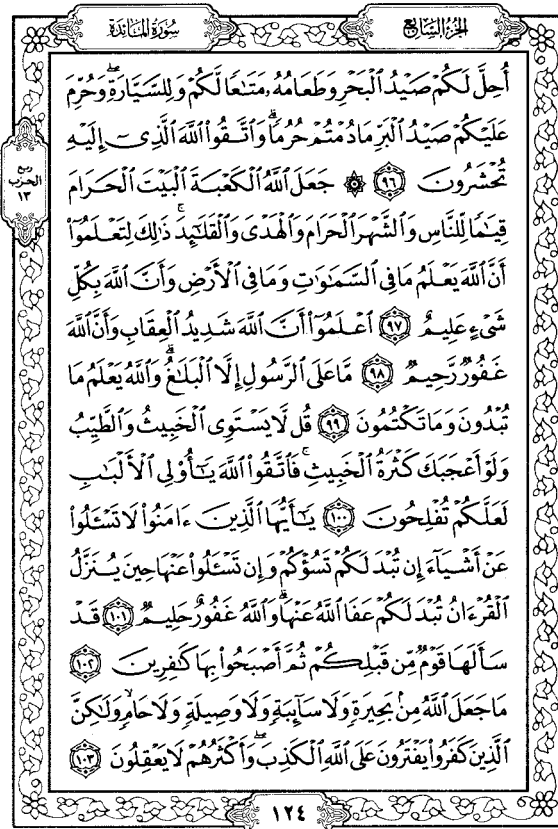 سورة المائدة
الجزء السابع
أُحِلَّ لَكُمْ صَيْدُ ٱلْبَحْرِ وَطَعَامُهُۥ مَتَٰعًا لَّكُمْ وَلِلسَّيَّارَةِ ۖ وَحُرِّمَ
عَلَيْكُمْ صَيْدُ ٱلْبَرِّ مَا دُمْتُمْ حُرُمًا ۗ وَٱتَّقُوا۟ ٱللَّهَ ٱلَّذِىٓ إِلَيْهِ
تُحْشَرُونَ ٩٦ ۞ جَعَلَ ٱللَّهُ ٱلْكَعْبَةَ ٱلْبَيْتَ ٱلْحَرَامَ
ربع
الحزب
١٣
قِيَٰمًا لِّلنَّاسِ وَٱلشَّهْرَ ٱلْحَرَامَ وَٱلْهَدْىَ وَٱلْقَلَٰٓئِدَ ۚ ذَٰلِكَ لِتَعْلَمُوٓا۟
أَنَّ ٱللَّهَ يَعْلَمُ مَا فِى ٱلسَّمَٰوَٰتِ وَمَا فِى ٱلْأَرْضِ وَأَنَّ ٱللَّهَ بِكُلِّ
شَىْءٍ عَلِيمٌ ٩٧ ٱعْلَمُوٓا۟ أَنَّ ٱللَّهَ شَدِيدُ ٱلْعِقَابِ وَأَنَّ ٱللَّهَ
غَفُورٌ رَّحِيمٌ ٩٨ مَّا عَلَى ٱلرَّسُولِ إِلَّا ٱلْبَلَٰغُ ۗ وَٱللَّهُ يَعْلَمُ مَا
تُبْدُونَ وَمَا تَكْتُمُونَ ٩٩ قُل لَّا يَسْتَوِى ٱلْخَبِيثُ وَٱلطَّيِّبُ
وَلَوْ أَعْجَبَكَ كَثْرَةُ ٱلْخَبِيثِ ۚ فَٱتَّقُوا۟ ٱللَّهَ يَٰٓأُو۟لِى ٱلْأَلْبَٰبِ
لَعَلَّكُمْ تُفْلِحُونَ ١٠٠ يَٰٓأَيُّهَا ٱلَّذِينَ ءَامَنُوا۟ لَا تَسْـَٔلُوا۟
عَنْ أَشْيَآءَ إِن تُبْدَ لَكُمْ تَسُؤْكُمْ وَإِن تَسْـَٔلُوا۟ عَنْهَا حِينَ يُنَزَّلُ
ٱلْقُرْءَانُ تُبْدَ لَكُمْ عَفَا ٱللَّهُ عَنْهَا ۗ وَٱللَّهُ غَفُورٌ حَلِيمٌ ١٠١ قَدْ
سَأَلَهَا قَوْمٌ مِّن قَبْلِكُمْ ثُمَّ أَصْبَحُوا۟ بِهَا كَٰفِرِينَ ١٠٢
مَا جَعَلَ ٱللَّهُ مِنۢ بَحِيرَةٍ وَلَا سَآئِبَةٍ وَلَا وَصِيلَةٍ وَلَا حَامٍ ۙ وَلَٰكِنَّ
ٱلَّذِينَ كَفَرُوا۟ يَفْتَرُونَ عَلَى ٱللَّهِ ٱلْكَذِبَ ۖ وَأَكْثَرُهُمْ لَا يَعْقِلُونَ ١٠٣
١٢٤